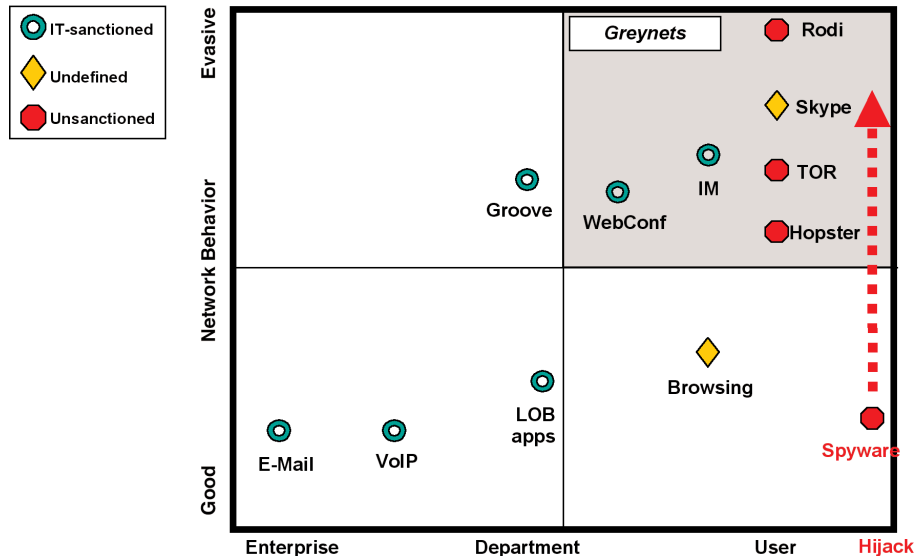 IT-sanctioned
Undefined
Unsanctioned
Evasive
Network Behavior
Good
Greynets
Rodi
Skype
TOR
Hopster
IM
WebConf
Groove
Browsing
LOB
apps
E-Mail
VoIP
Spyware
Enterprise
Department
User
Hijack